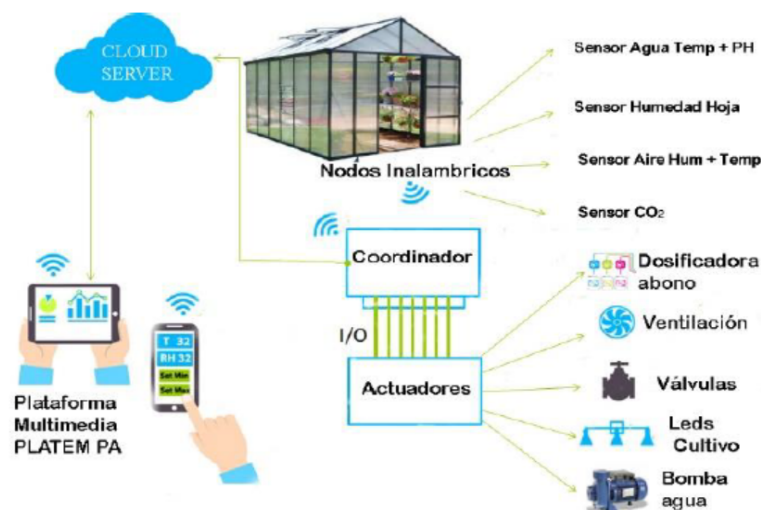 CLOUD
SERVER
Sensor Agua Temp + PH
Sensor Humedad Hoja
Sensor Aire Hum + Temp
Sensor CO₂
Nodos Inalambricos
Coordinador
I/O
Actuadores
Dosificadora
abono
Ventilación
Válvulas
Leds
Cultivo
Bomba
agua
T 32
RH 32
Set Min
Set Max
Plataforma
Multimedia
PLATEM PA